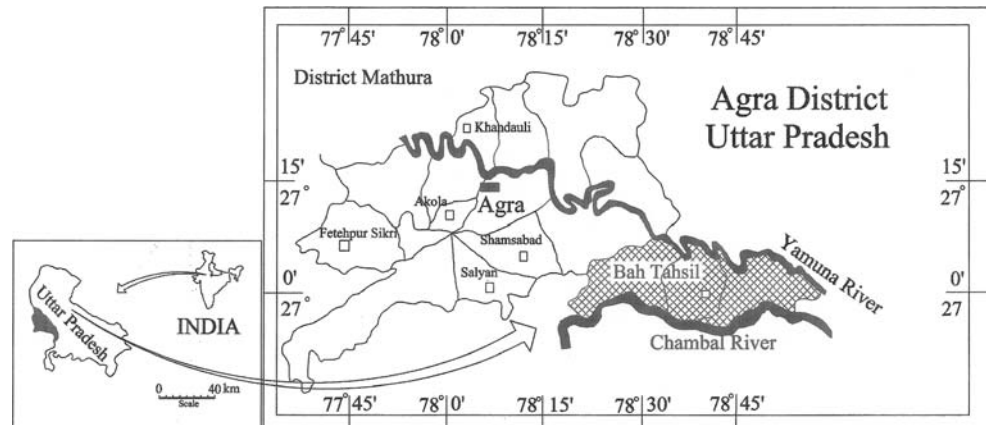 77° 45' 78° 0' 78° 15' 78° 30' 78° 45'
District Mathura
Agra District
Uttar Pradesh
Khandauli
15' 15'
27° 27°
Akola
Agra
Fetehpur Sikri
Shamsabad
Salyan
Bah Tahsil
Yamuna River
0' 0'
27° 27
Chambal River
Uttar Pradesh
INDIA
0 40 km
Scale
77° 45' 78° 0' 78° 15' 78° 30' 78° 45'